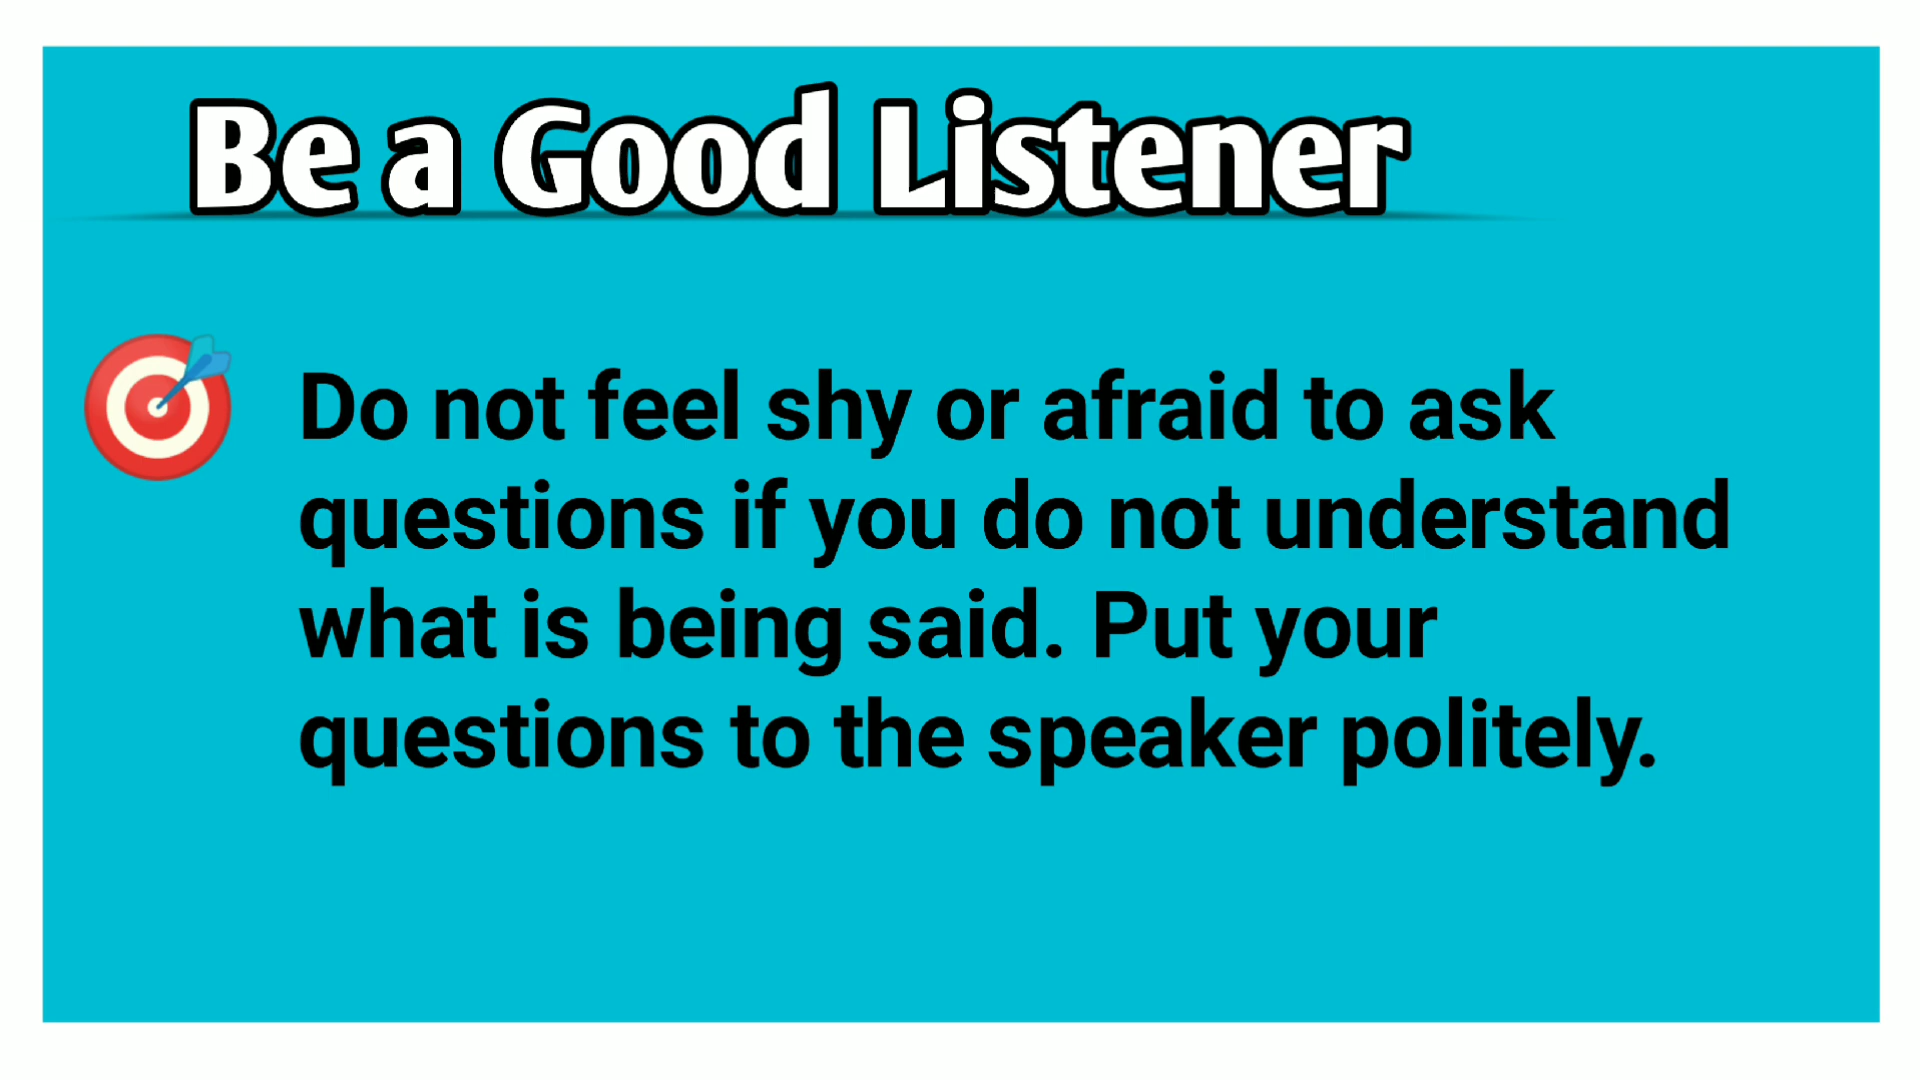 Be a Good Listener
Do not feel shy or afraid to ask
questions if you do not understand
what is being said. Put your
questions to the speaker politely.